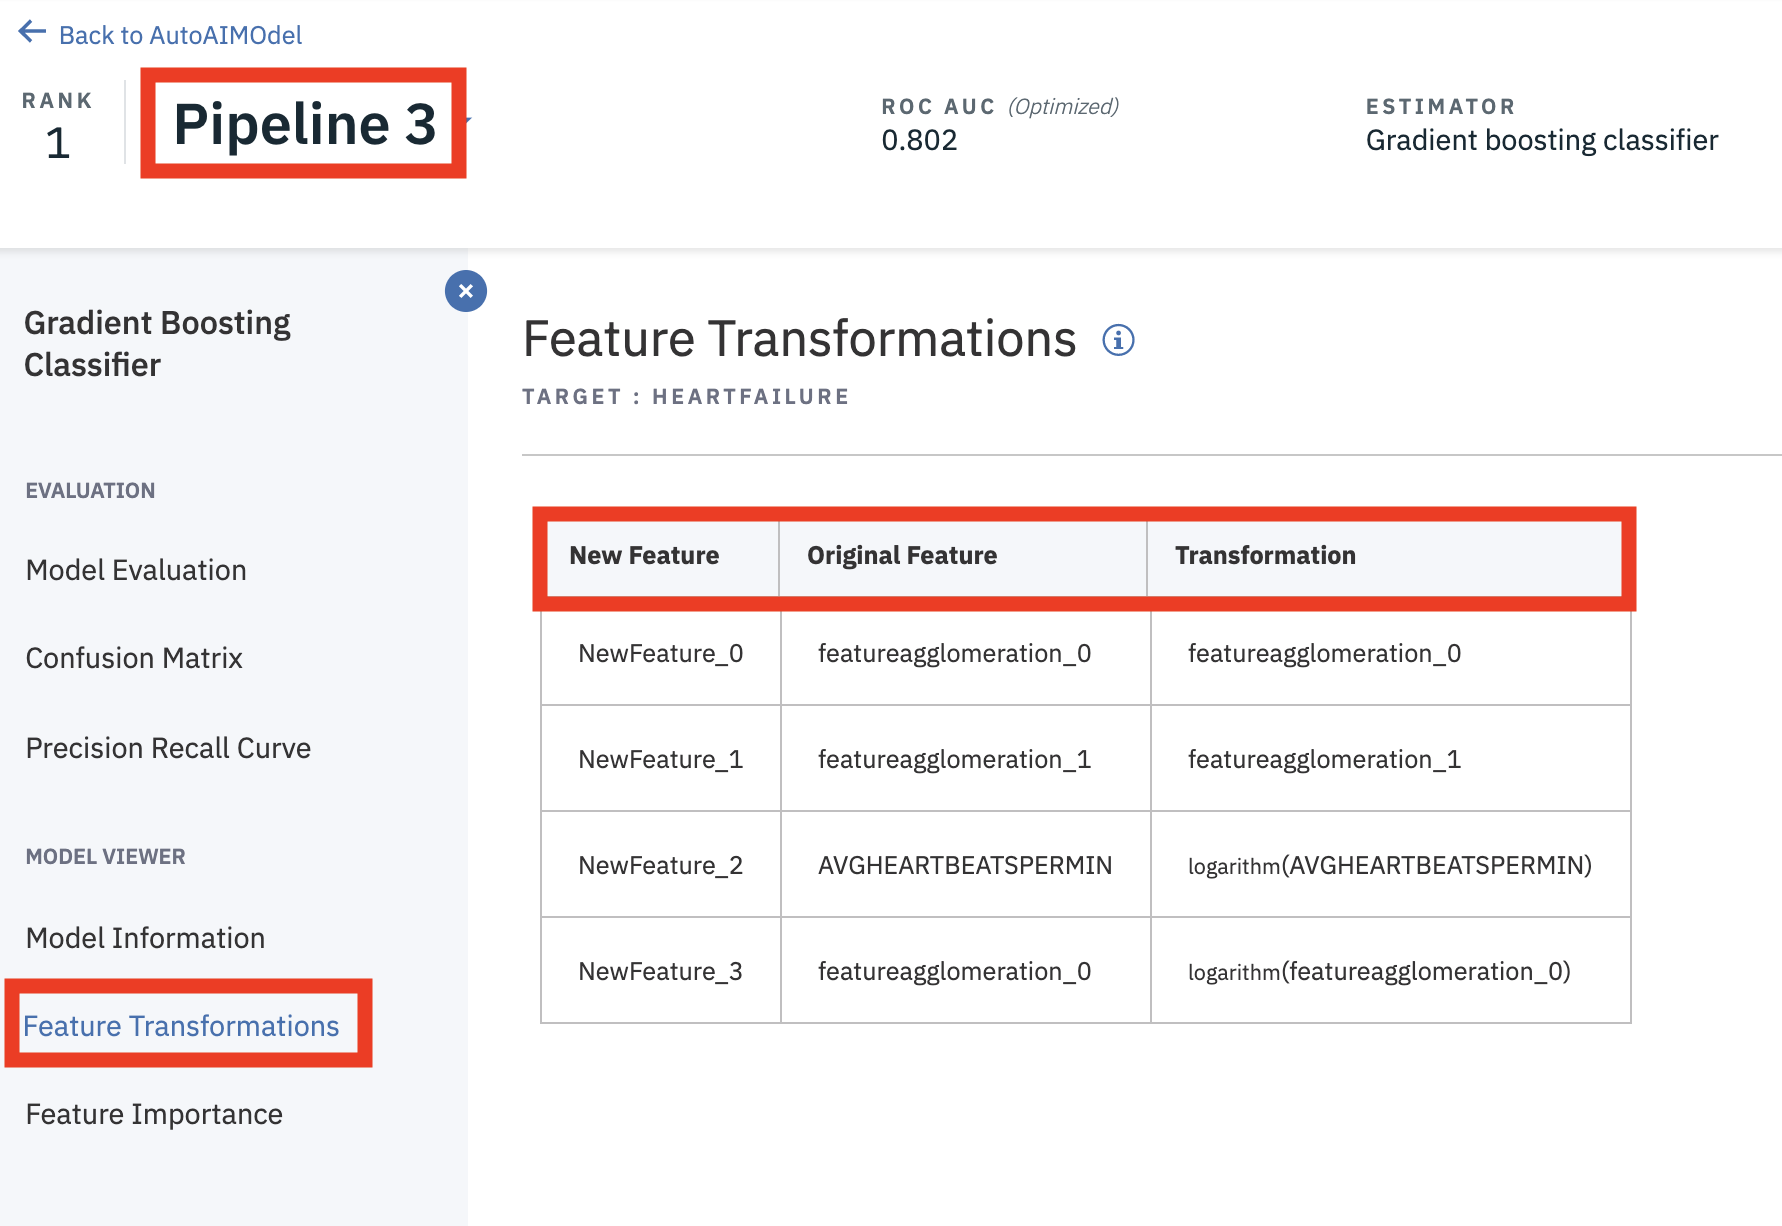 Back to AutoAIMOdel
RANK
1
Pipeline 3
ROC AUC (Optimized)
0.802
ESTIMATOR
Gradient boosting classifier
Gradient Boosting
Classifier
EVALUATION
Model Evaluation
Confusion Matrix
Precision Recall Curve
MODEL VIEWER
Model Information
Feature Transformations
Feature Importance
Feature Transformations
TARGET : HEARTFAILURE
New Feature Original Feature Transformation
NewFeature_0 featureagglomeration_0 featureagglomeration_0
NewFeature_1 featureagglomeration_1 featureagglomeration_1
NewFeature_2 AVGHEARTBEATSPERMIN logarithm(AVGHEARTBEATSPERMIN)
NewFeature_3 featureagglomeration_0 logarithm(featureagglomeration_0)